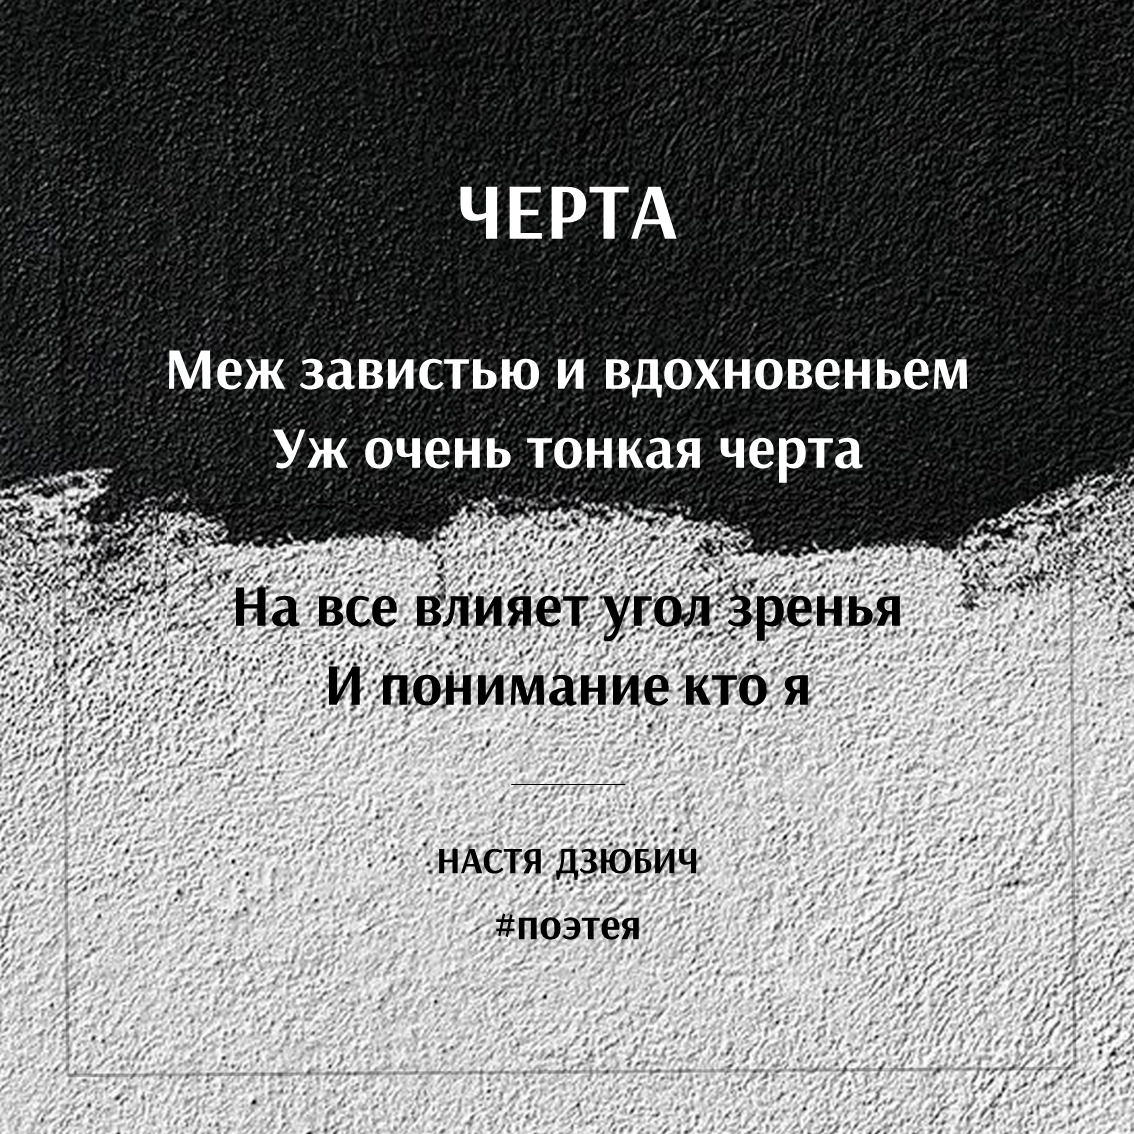 ЧЕРТА
Меж завистью и вдохновеньем
Уж очень тонкая черта
На все влияет угол зренья
И понимание кто я
НАСТЯ ДЗЮБИЧ
#поэтея